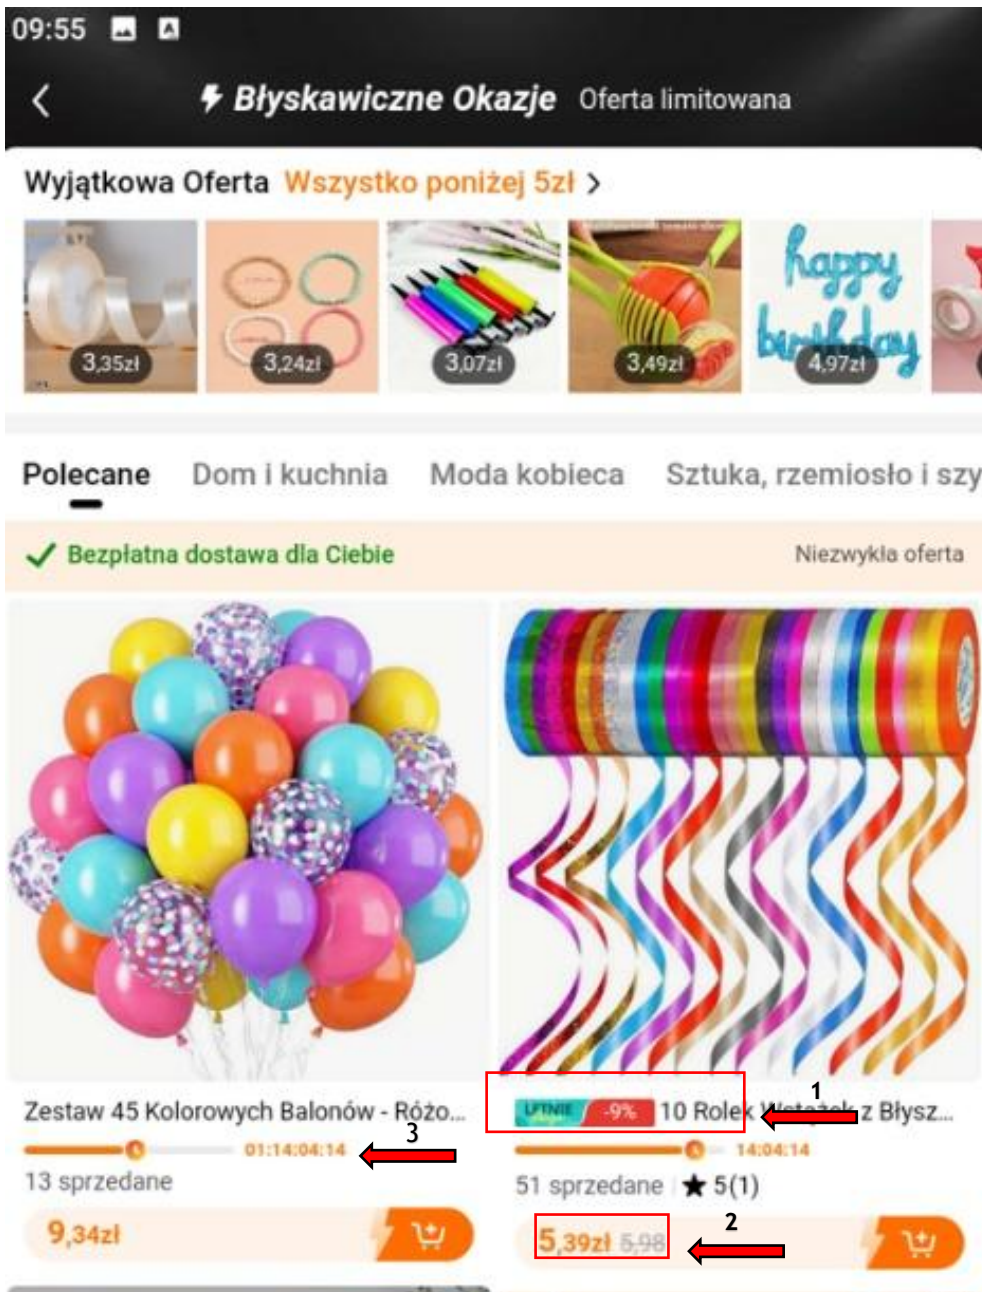 09:55
Błyskawiczne Okazje Oferta limitowana
Wyjątkowa Oferta Wszystko poniżej 5zł >
happy
birthday
3,35zł 3,24zł 3,07zł 3,49zł 4,97zł
Polecane Dom i kuchnia Moda kobieca Sztuka, rzemiosło i szy
Bezpłatna dostawa dla Ciebie Niezwykła oferta
Zestaw 45 Kolorowych Balonów - Różo...
3
01:14:04:14
13 sprzedane
9,34zł
1
LETNIE -9% 10 Rolek Wstążek z Błysz...
14:04:14
51 sprzedane 5(1)
2
5,39zł 5,98